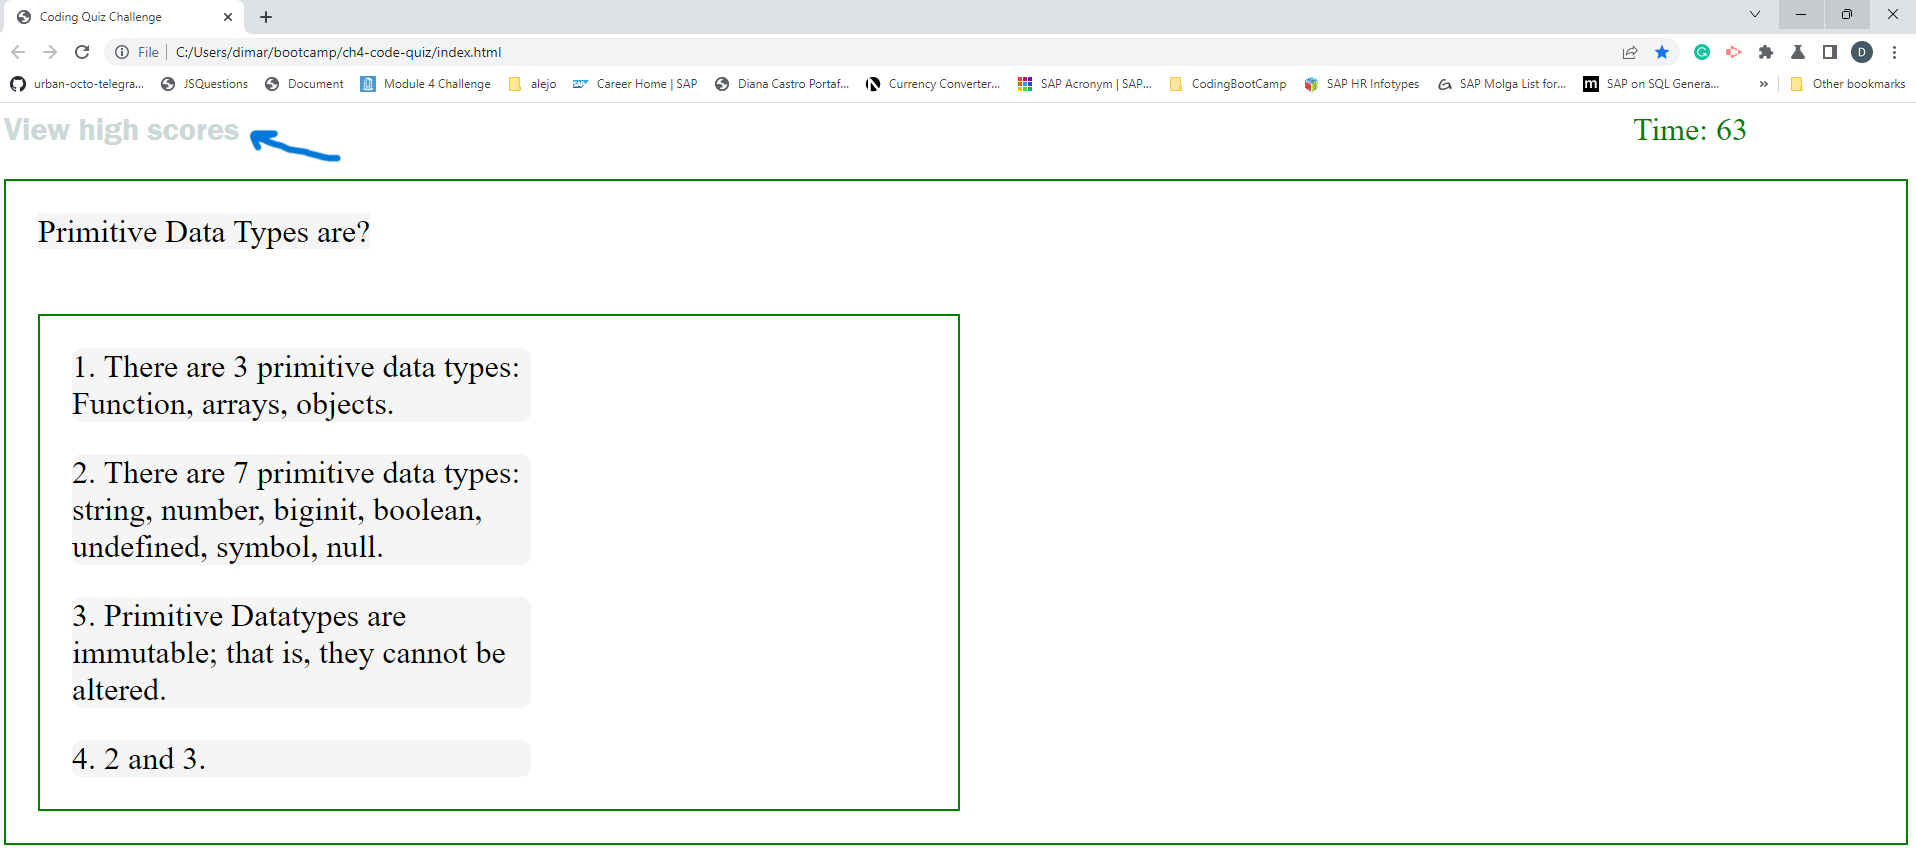 Coding Quiz Challenge
File | C:/Users/dimar/bootcamp/ch4-code-quiz/index.html
D
urban-octo-telegra... JSQuestions Document Module 4 Challenge alejo SAP Career Home | SAP Diana Castro Portaf... Currency Converter... SAP Acronym | SAP... CodingBootCamp SAP HR Infotypes SAP Molga List for... m SAP on SQL Genera... » Other bookmarks
View high scores Time: 63
Primitive Data Types are?
1. There are 3 primitive data types:
Function, arrays, objects.
2. There are 7 primitive data types:
string, number, biginit, boolean,
undefined, symbol, null.
3. Primitive Datatypes are
immutable; that is, they cannot be
altered.
4. 2 and 3.